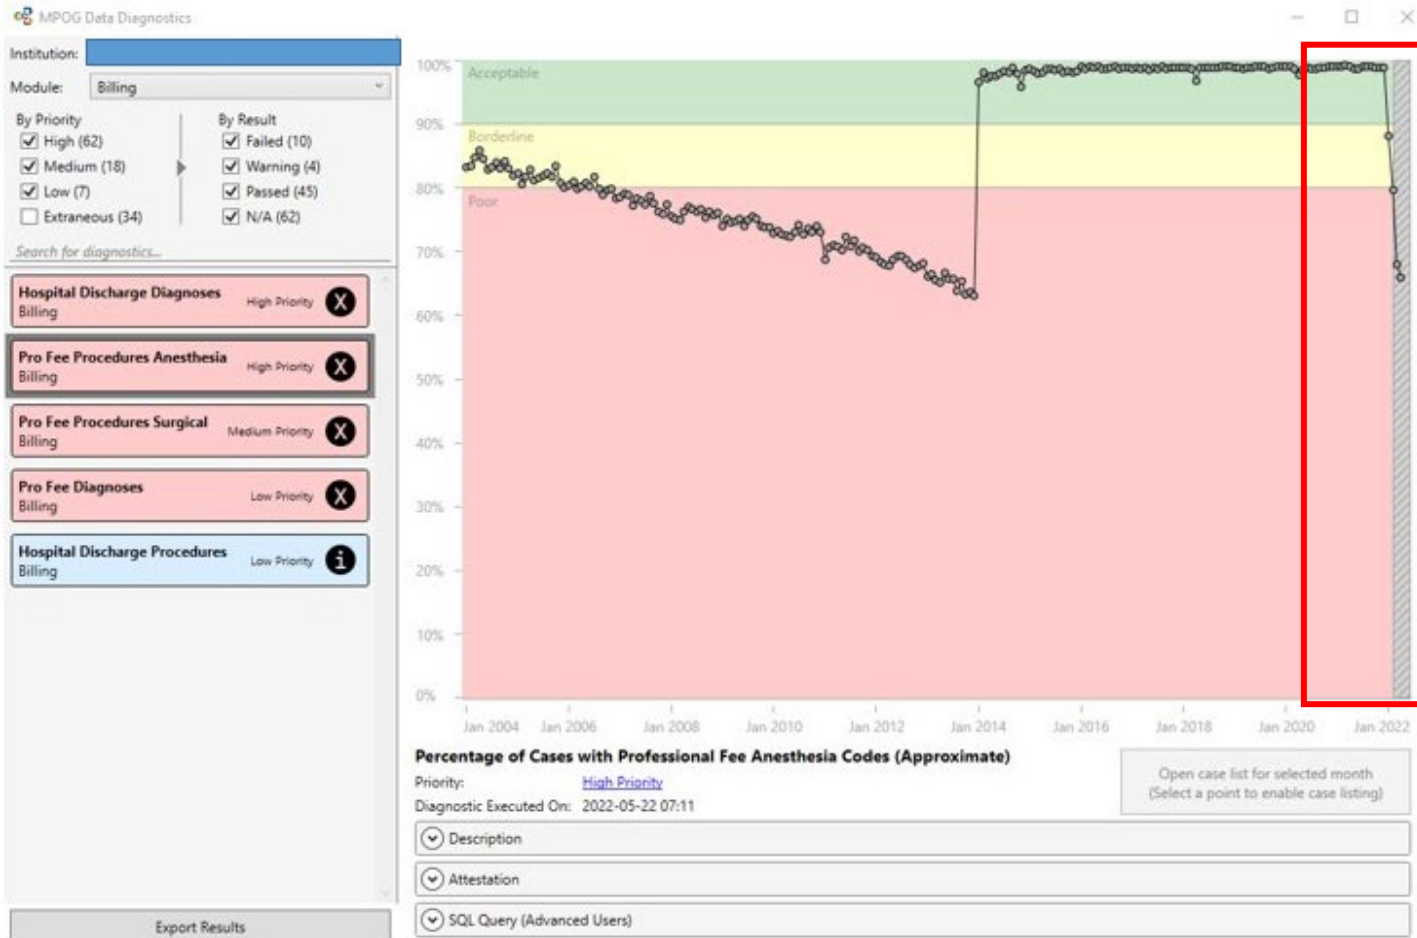 MPOG Data Diagnostics
Institution:
Module: Billing
By Priority
High (62)
Medium (18)
Low (7)
Extraneous (34)
By Result
Failed (10)
Warning (4)
Passed (45)
N/A (62)
Search for diagnostics...
Hospital Discharge Diagnoses
Billing
High Priority
X
Pro Fee Procedures Anesthesia
Billing
High Priority
X
Pro Fee Procedures Surgical
Billing
Medium Priority
X
Pro Fee Diagnoses
Billing
Low Priority
X
Hospital Discharge Procedures
Billing
Low Priority
i
Export Results
100%
90%
80%
70%
60%
50%
40%
30%
20%
10%
0%
Acceptable
Borderline
Poor
Jan 2004 Jan 2006 Jan 2008 Jan 2010 Jan 2012 Jan 2014 Jan 2016 Jan 2018 Jan 2020 Jan 2022
Percentage of Cases with Professional Fee Anesthesia Codes (Approximate)
Priority: High Priority
Diagnostic Executed On: 2022-05-22 07:11
Open case list for selected month
(Select a point to enable case listing)
Description
Attestation
SQL Query (Advanced Users)